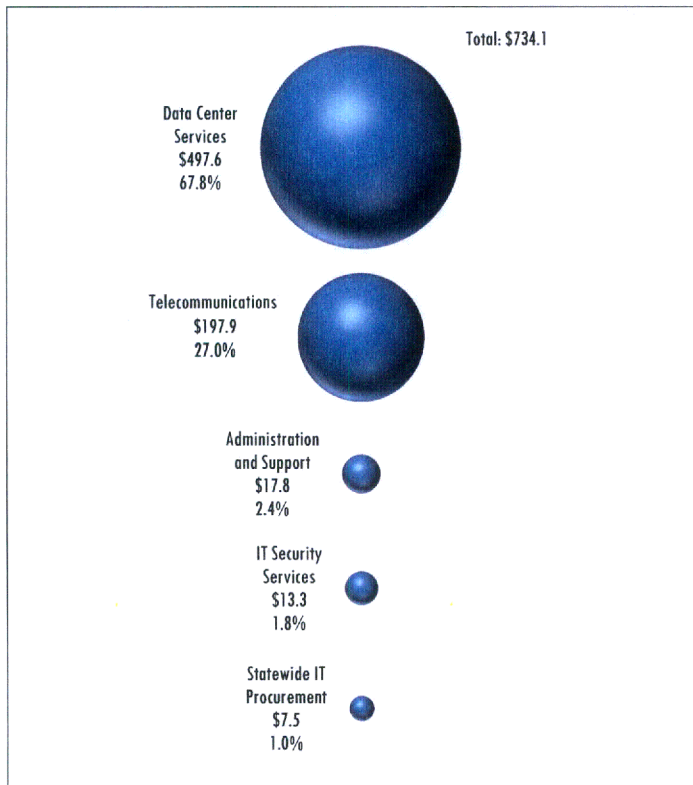 Total: $734.1
Data Center
Services
$497.6
67.8%
Telecommunications
$197.9
27.0%
Administration
and Support
$17.8
2.4%
IT Security
Services
$13.3
1.8%
Statewide IT
Procurement
$7.5
1.0%